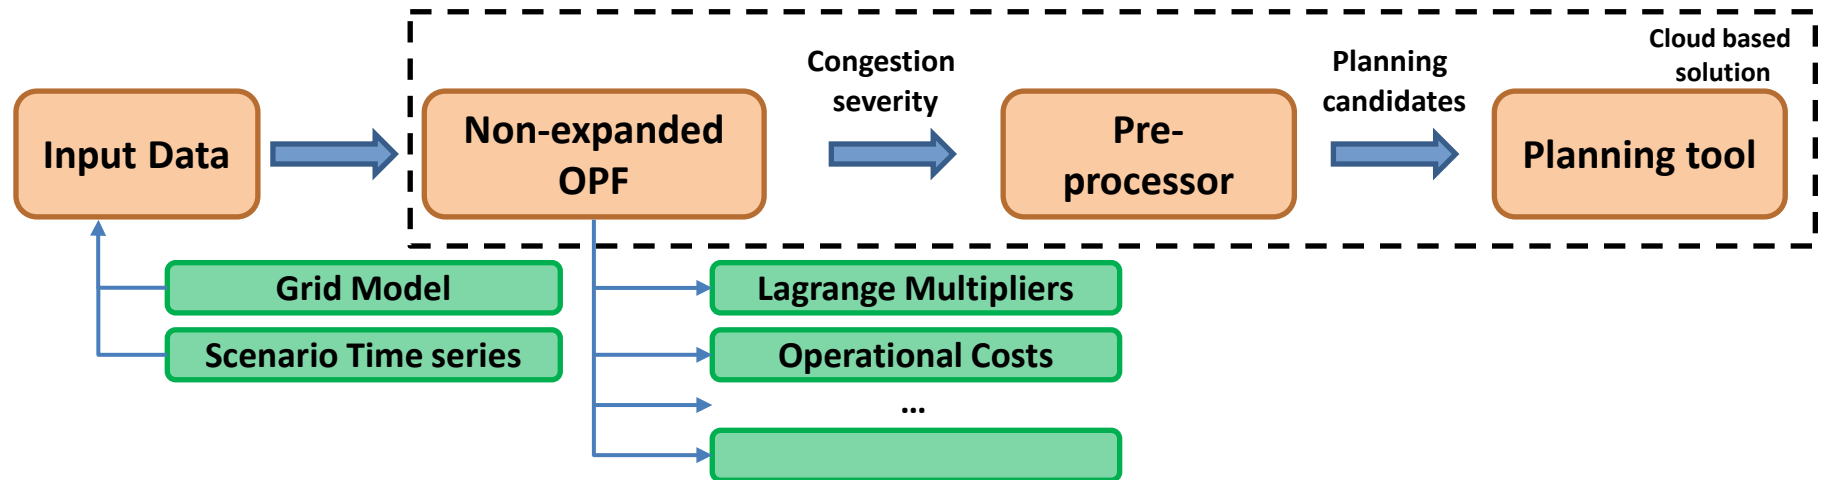 Input Data
Non-expanded
OPF
Congestion
severity
Pre-
processor
Planning
candidates
Cloud based
solution
Planning tool
Grid Model
Scenario Time series
Lagrange Multipliers
Operational Costs
...